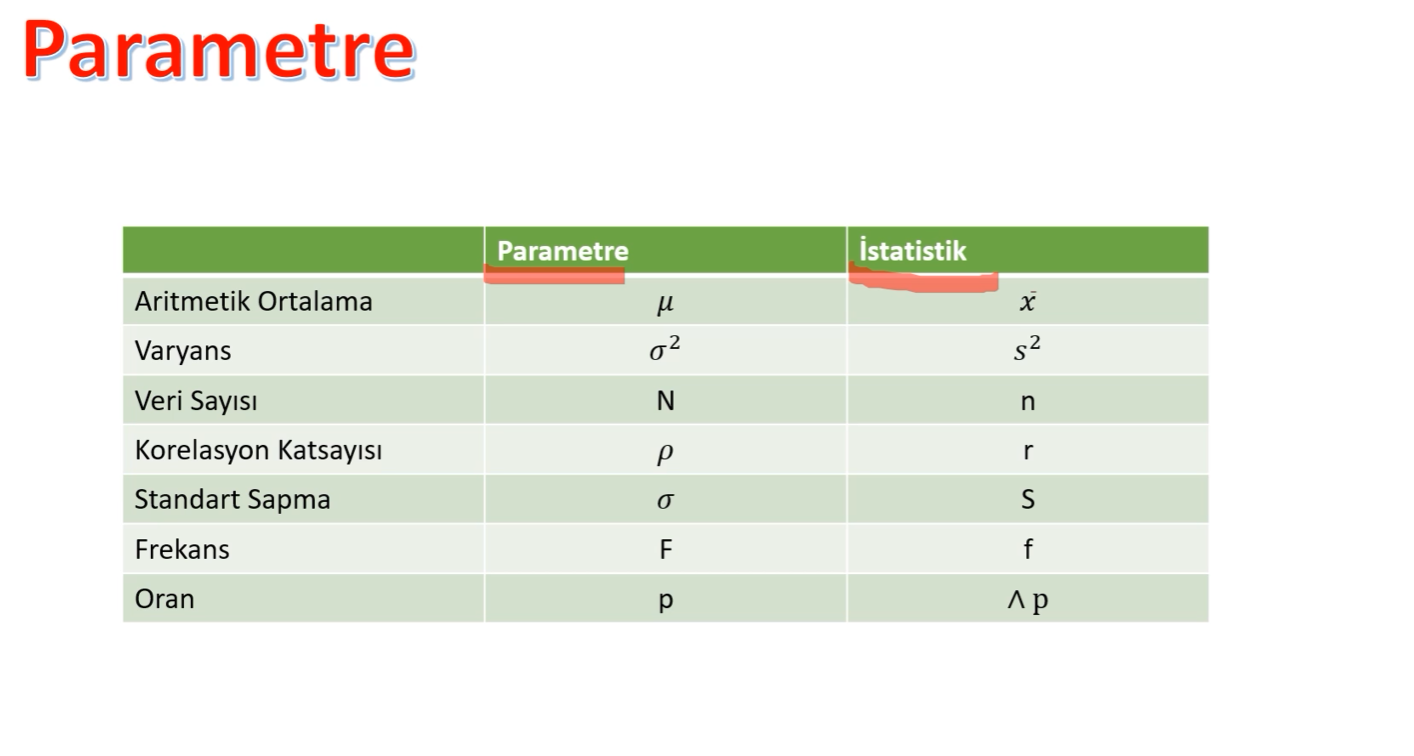 Parametre
Parametre İstatistik
Aritmetik Ortalama μ x̄
Varyans σ² s²
Veri Sayısı N n
Korelasyon Katsayısı ρ r
Standart Sapma σ S
Frekans F f
Oran p ∧ p